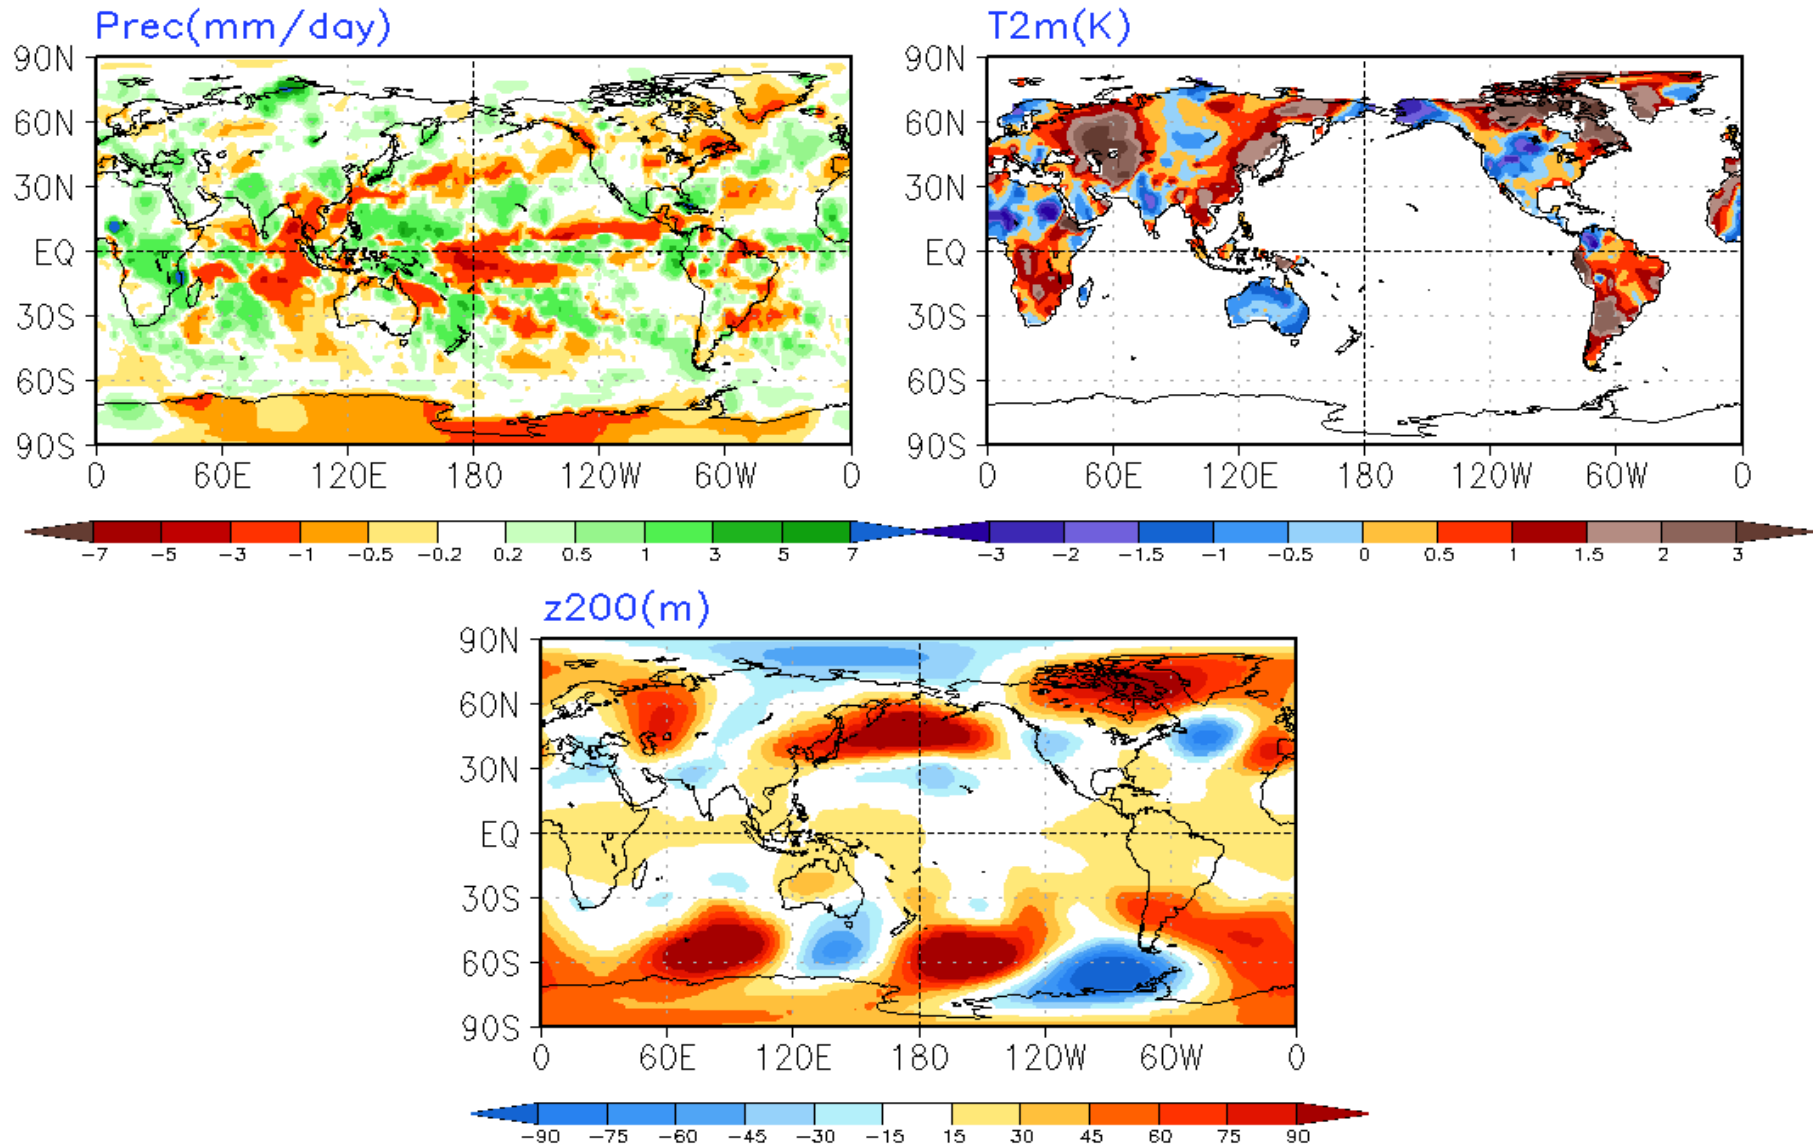 Prec(mm/day)
90N
60N
30N
EQ
30S
60S
90S
0 60E 120E 180 120W 60W 0
-7 -5 -3 -1 -0.5 -0.2 0.2 0.5 1 3 5 7
T2m(K)
90N
60N
30N
EQ
30S
60S
90S
0 60E 120E 180 120W 60W 0
-3 -2 -1.5 -1 -0.5 0 0.5 1 1.5 2 3
z200(m)
90N
60N
30N
EQ
30S
60S
90S
0 60E 120E 180 120W 60W 0
-90 -75 -60 -45 -30 -15 15 30 45 60 75 90